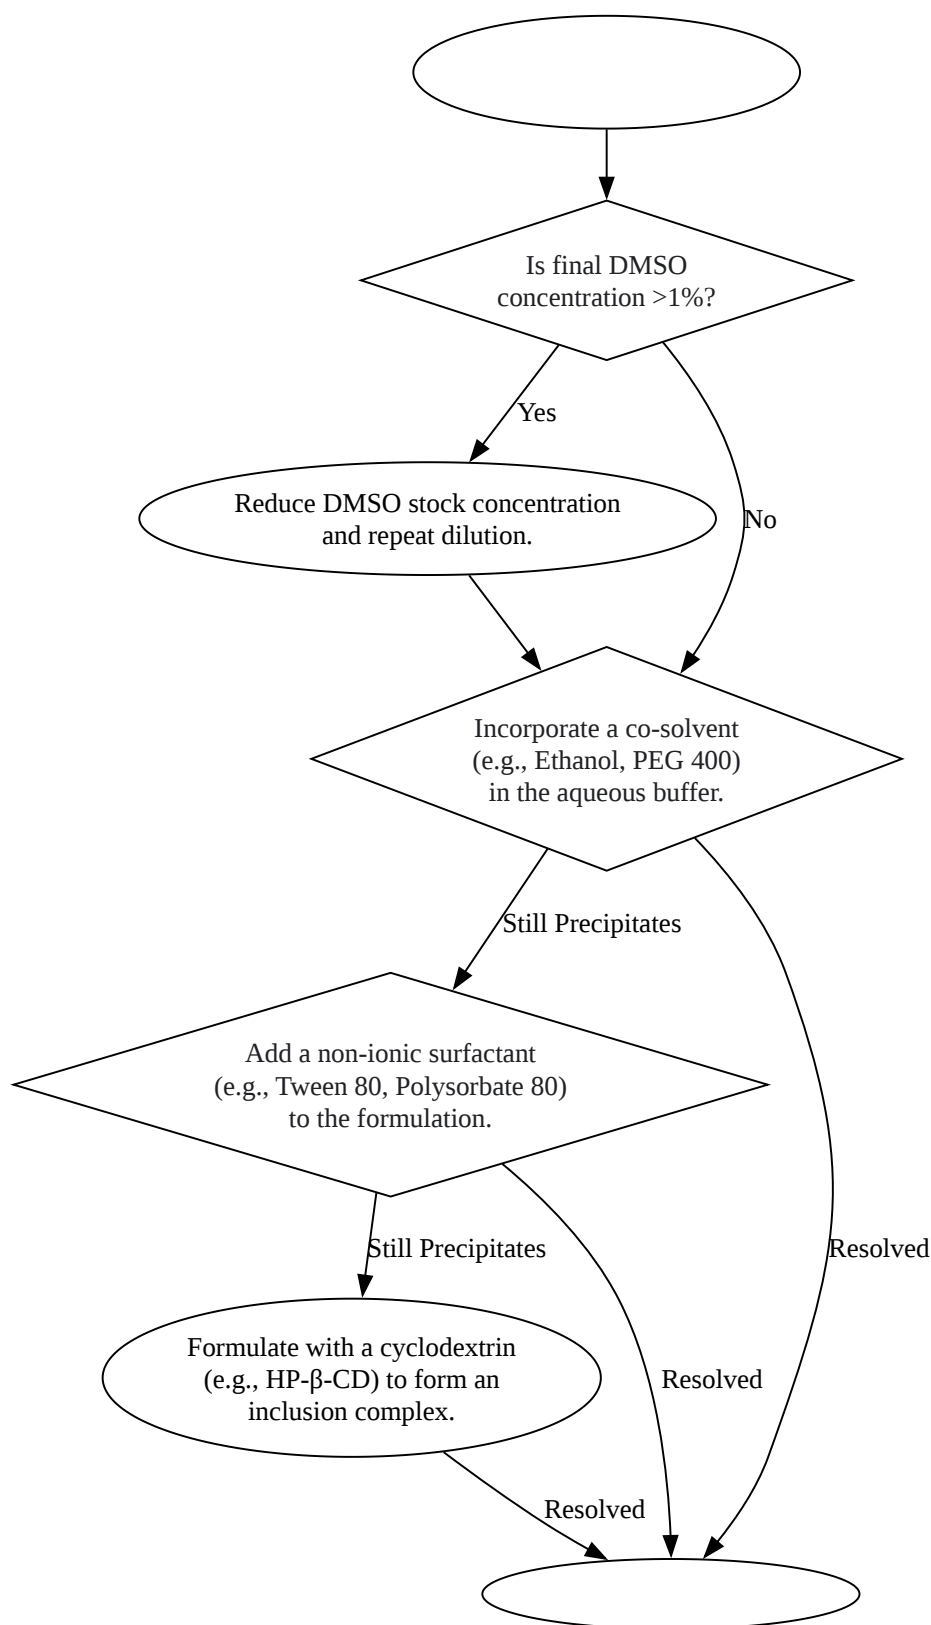 Is final DMSO
concentration >1%?
Yes
Reduce DMSO stock concentration
and repeat dilution.
No
Incorporate a co-solvent
(e.g., Ethanol, PEG 400)
in the aqueous buffer.
Still Precipitates
Add a non-ionic surfactant
(e.g., Tween 80, Polysorbate 80)
to the formulation.
Still Precipitates
Resolved
Formulate with a cyclodextrin
(e.g., HP-β-CD) to form an
inclusion complex.
Resolved
Resolved